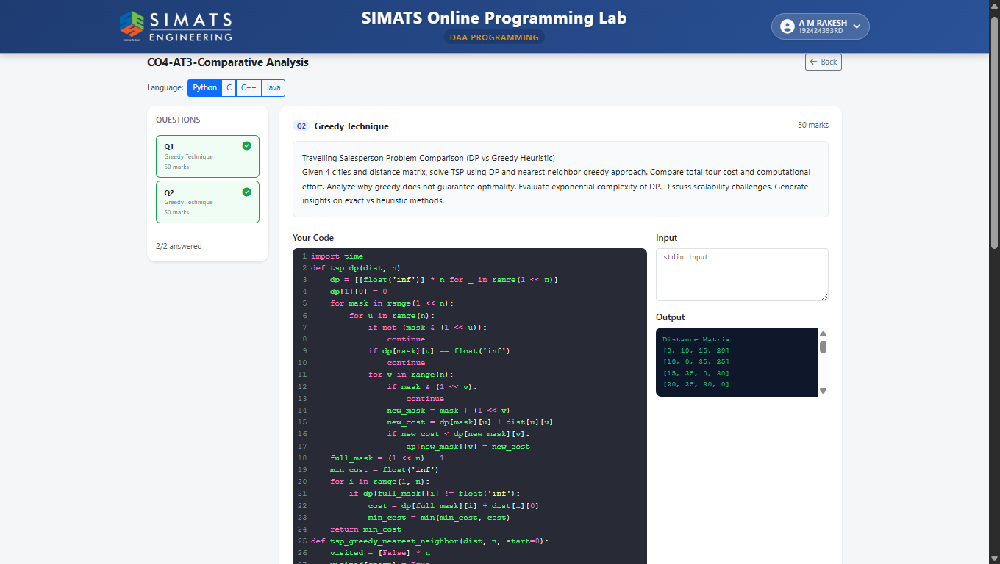 SIMATS
ENGINEERING
SIMATS Online Programming Lab
DAA PROGRAMMING
A M RAKESH
192424393RD
CO4-AT3-Comparative Analysis
← Back
Language:
Python
C
C++
Java
QUESTIONS
Q1
Greedy Technique
50 marks
Q2
Greedy Technique
50 marks
2/2 answered
Q2 Greedy Technique
50 marks
Travelling Salesperson Problem Comparison (DP vs Greedy Heuristic)
Given 4 cities and distance matrix, solve TSP using DP and nearest neighbor greedy approach. Compare total tour cost and computational
effort. Analyze why greedy does not guarantee optimality. Evaluate exponential complexity of DP. Discuss scalability challenges. Generate
insights on exact vs heuristic methods.
Your Code
1 import time
2 def tsp_dp(dist, n):
3     dp = [[float('inf')] * n for _ in range(1 << n)]
4     dp[1][0] = 0
5     for mask in range(1 << n):
6         for u in range(n):
7             if not (mask & (1 << u)):
8                 continue
9             if dp[mask][u] == float('inf'):
10                 continue
11             for v in range(n):
12                 if mask & (1 << v):
13                     continue
14                 new_mask = mask | (1 << v)
15                 new_cost = dp[mask][u] + dist[u][v]
16                 if new_cost < dp[new_mask][v]:
17                     dp[new_mask][v] = new_cost
18     full_mask = (1 << n) - 1
19     min_cost = float('inf')
20     for i in range(1, n):
21         if dp[full_mask][i] != float('inf'):
22             cost = dp[full_mask][i] + dist[i][0]
23             min_cost = min(min_cost, cost)
24     return min_cost
25 def tsp_greedy_nearest_neighbor(dist, n, start=0):
26     visited = [False] * n
27     visited[start] = True
Input
stdin input
Output
Distance Matrix:
[0, 10, 15, 20]
[10, 0, 35, 25]
[15, 35, 0, 30]
[20, 25, 30, 0]